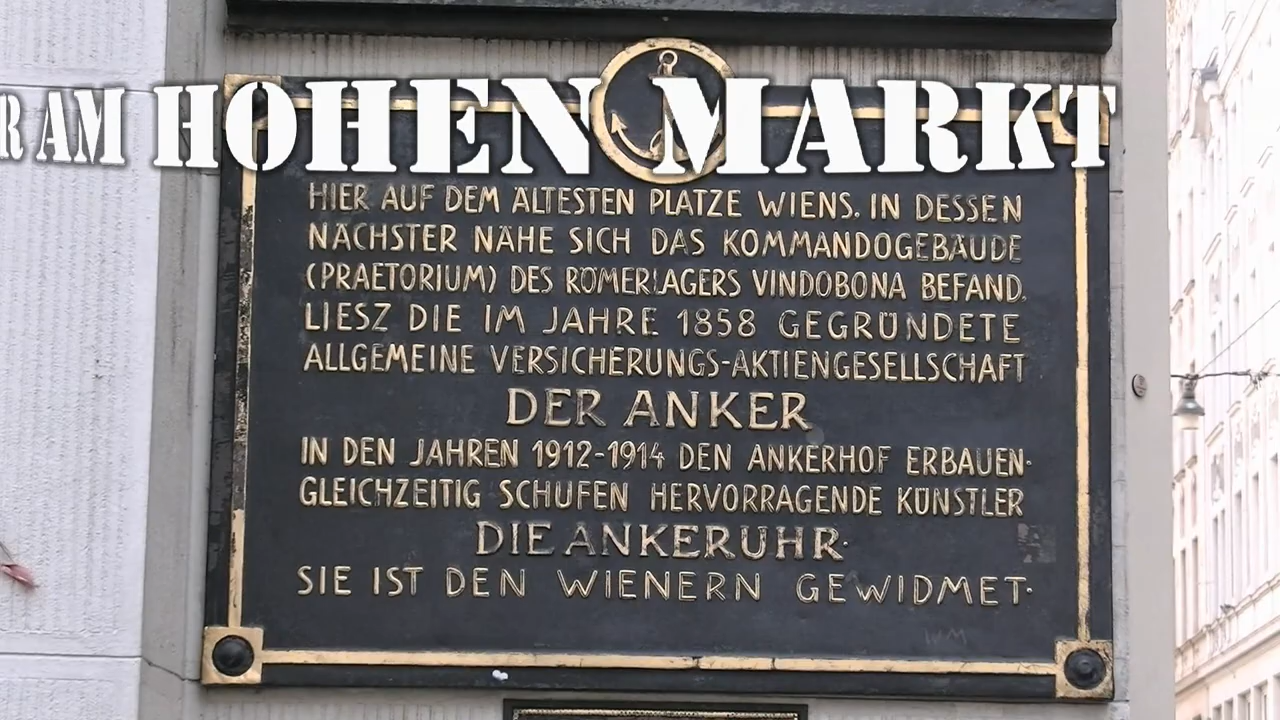 R AM HOHEN MARKT
HIER AUF DEM ÄLTESTEN PLATZE WIENS. IN DESSEN
NÄCHSTER NÄHE SICH DAS KOMMANDOGEBÄUDE
(PRAETORIUM) DES RÖMERLAGERS VINDOBONA BEFAND,
LIESZ DIE IM JAHRE 1858 GEGRÜNDETE
ALLGEMEINE VERSICHERUNGS-AKTIENGESELLSCHAFT
DER ANKER
IN DEN JAHREN 1912-1914 DEN ANKERHOF ERBAUEN·
GLEICHZEITIG SCHUFEN HERVORRAGENDE KÜNSTLER
DIE ANKERUHR·
SIE IST DEN WIENERN GEWIDMET·